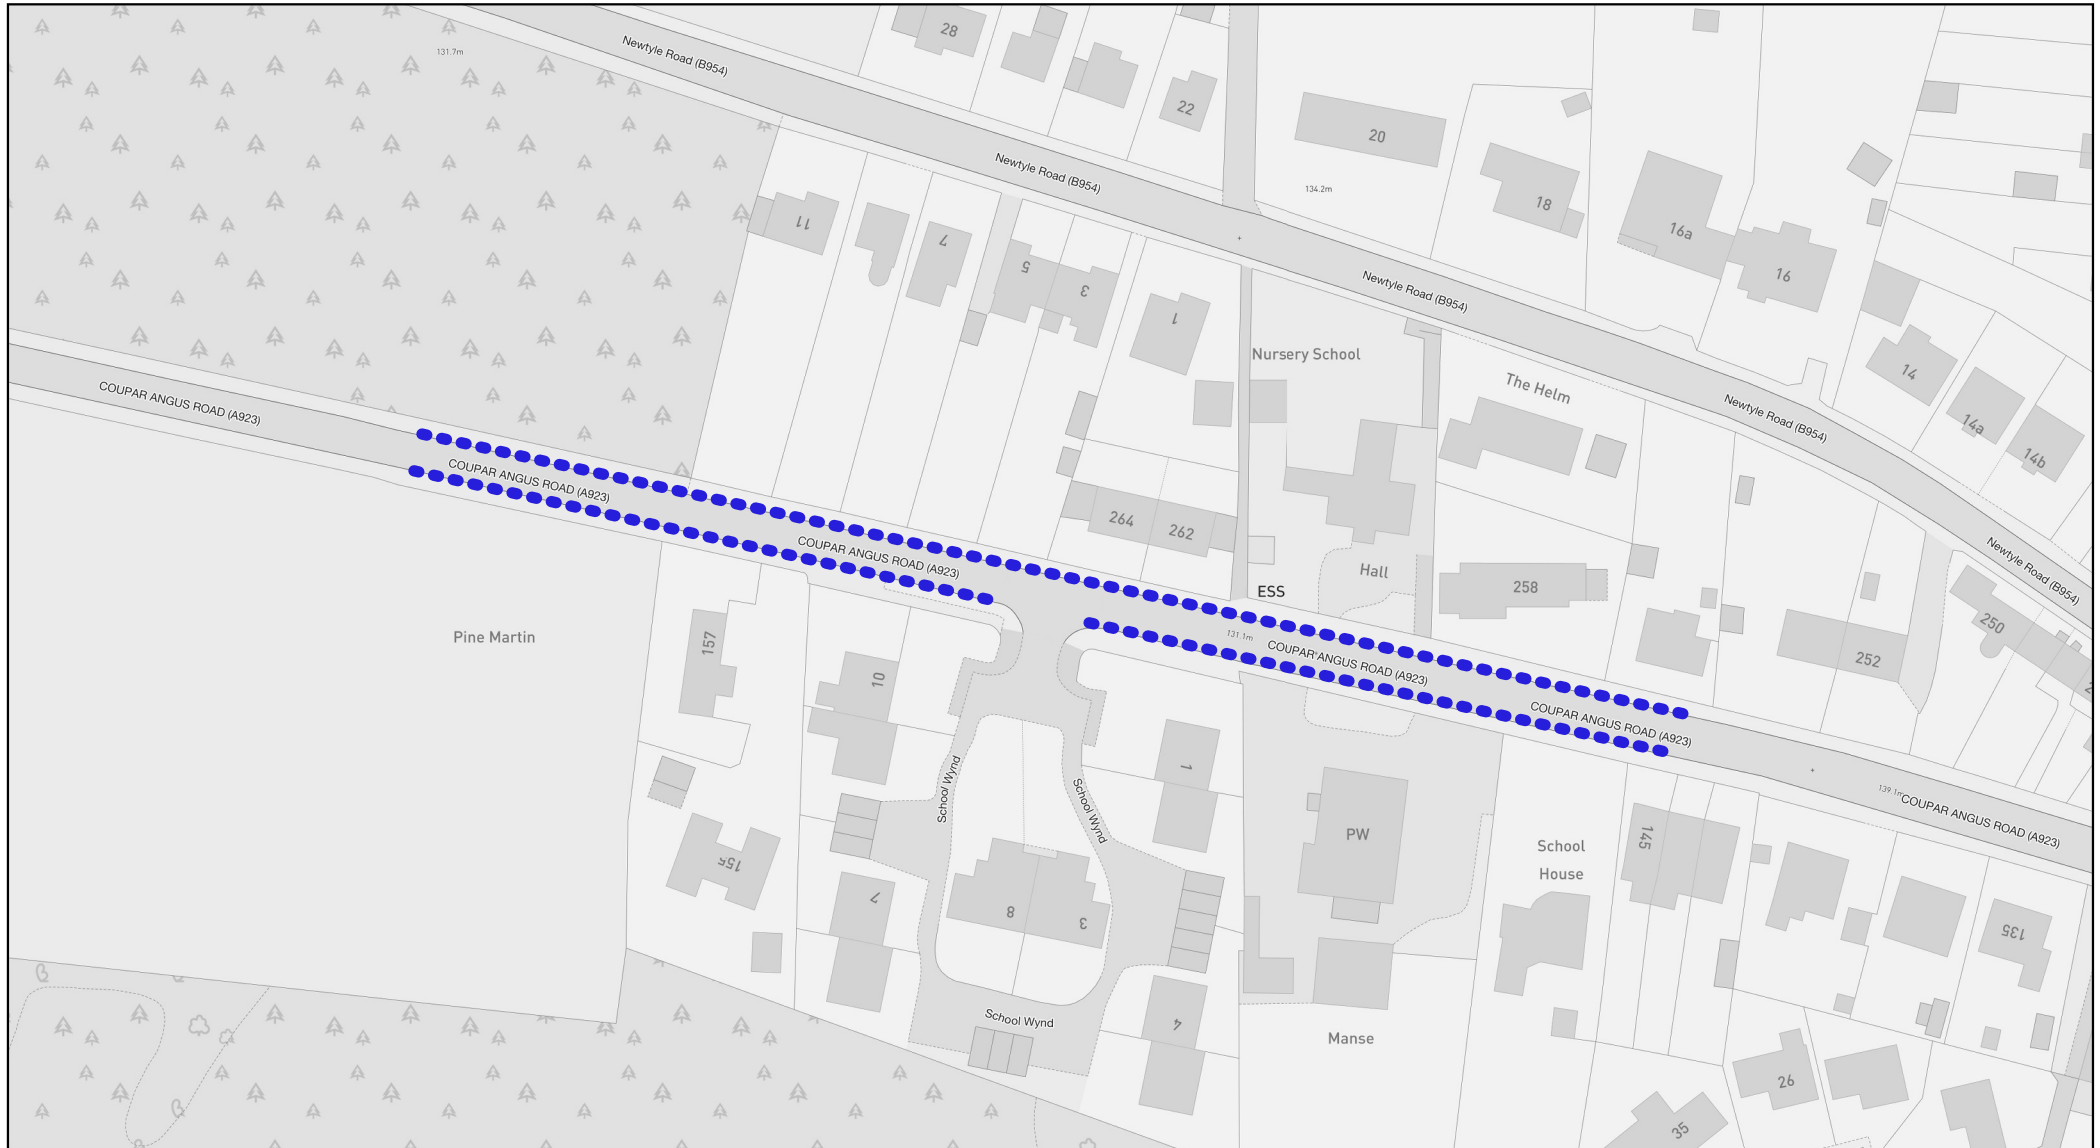 28
Newtyle Road (B954)
131.7m
22
20
Newtyle Road (B954)
134.2m
18
16a
16
11
7
5
3
1
Newtyle Road (B954)
Nursery School
The Helm
14
14a
14b
Newtyle Road (B954)
COUPAR ANGUS ROAD (A923)
COUPAR ANGUS ROAD (A923)
264
262
COUPAR ANGUS ROAD (A923)
Newtyle Road (B954)
Hall
ESS
258
250
131.1m
COUPAR ANGUS ROAD (A923)
252
Pine Martin
157
10
COUPAR ANGUS ROAD (A923)
1
School Wynd
School Wynd
139.1m
COUPAR ANGUS ROAD (A923)
PW
School
House
145
155
7
8
3
135
School Wynd
4
Manse
26
35